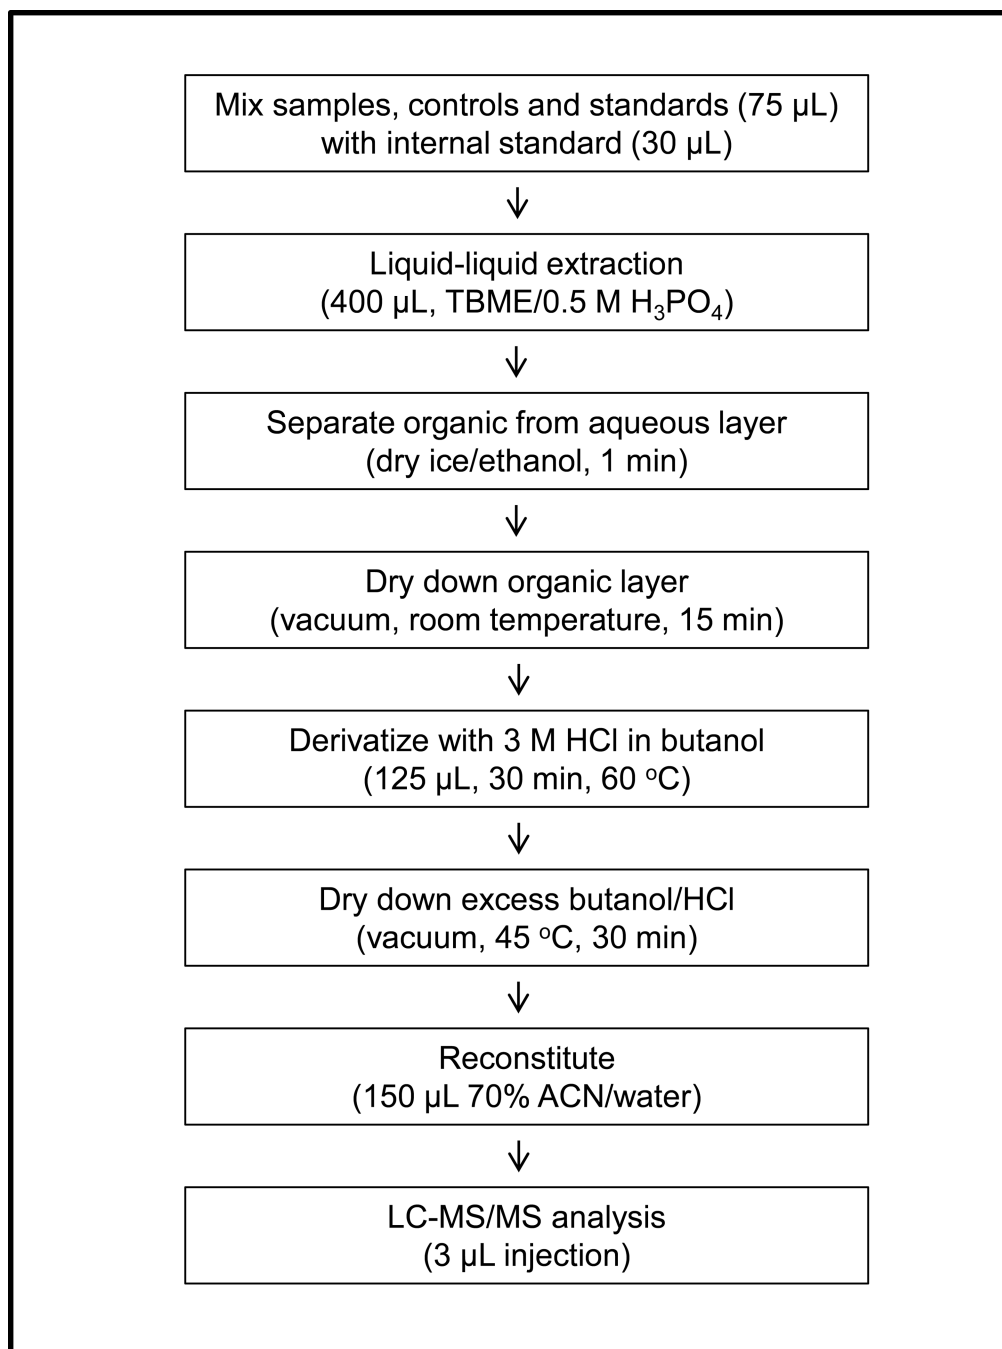 Mix samples, controls and standards (75 µL)
with internal standard (30 µL)
Liquid-liquid extraction
(400 µL, TBME/0.5 M H₃PO₄)
Separate organic from aqueous layer
(dry ice/ethanol, 1 min)
Dry down organic layer
(vacuum, room temperature, 15 min)
Derivatize with 3 M HCl in butanol
(125 µL, 30 min, 60 °C)
Dry down excess butanol/HCl
(vacuum, 45 °C, 30 min)
Reconstitute
(150 µL 70% ACN/water)
LC-MS/MS analysis
(3 µL injection)